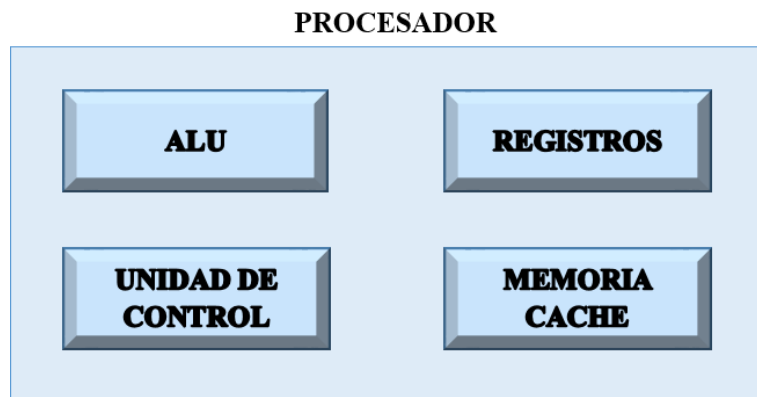 PROCESADOR
ALU
REGISTROS
UNIDAD DE
CONTROL
MEMORIA
CACHE